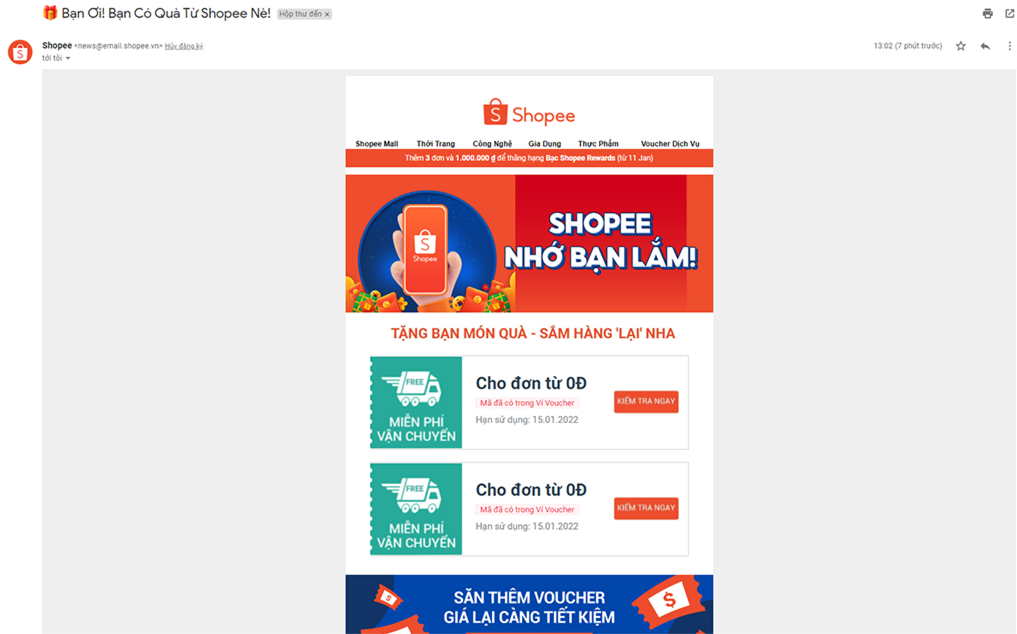 🎁 Bạn Ơi! Bạn Có Quà Từ Shopee Nè! Hộp thư đến x
Shopee <news@email.shopee.vn> Hủy đăng ký
13:02 (7 phút trước)
tới tôi
Shopee
Shopee Mall Thời Trang Công Nghệ Gia Dụng Thực Phẩm Voucher Dịch Vụ
Thêm 3 đơn và 1.000.000 ₫ để thăng hạng Bạc Shopee Rewards (từ 11 Jan)
Shopee
SHOPEE
NHỚ BẠN LẮM!
TẶNG BẠN MÓN QUÀ - SẮM HÀNG 'LẠI' NHA
FREE
MIỄN PHÍ
VẬN CHUYỂN
Cho đơn từ 0Đ
Mã đã có trong Ví Voucher
Hạn sử dụng: 15.01.2022
KIỂM TRA NGAY
FREE
MIỄN PHÍ
VẬN CHUYỂN
Cho đơn từ 0Đ
Mã đã có trong Ví Voucher
Hạn sử dụng: 15.01.2022
KIỂM TRA NGAY
SĂN THÊM VOUCHER
GIÁ LẠI CÀNG TIẾT KIỆM